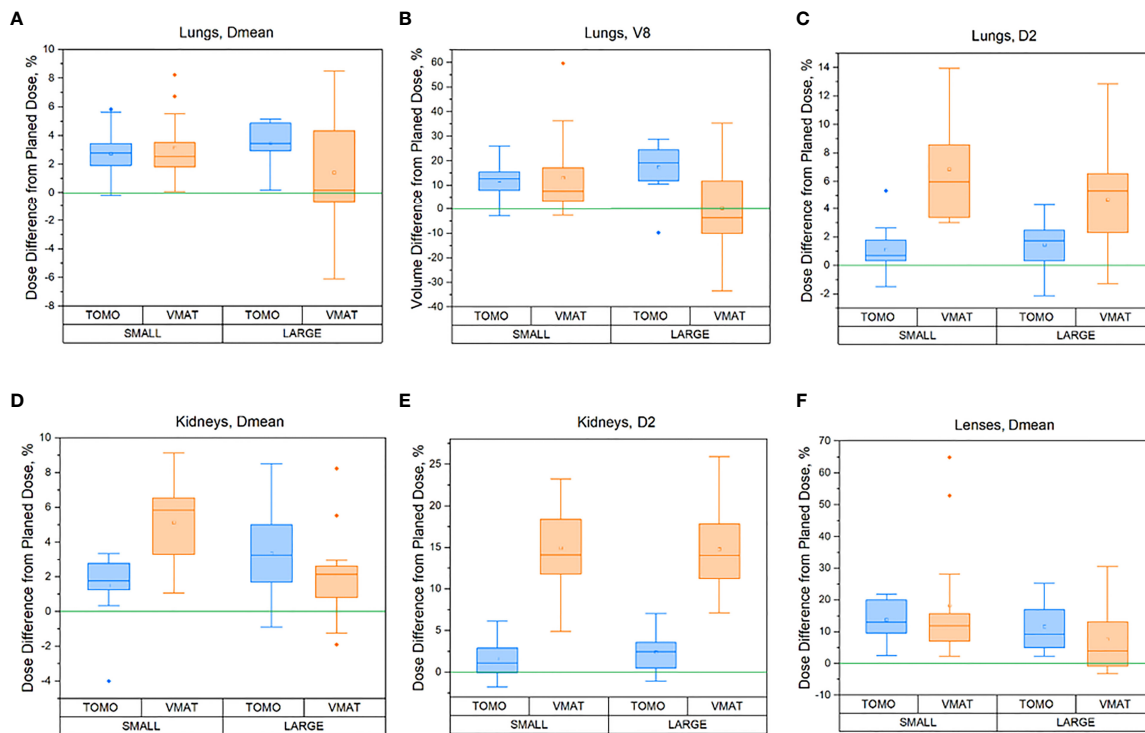 A
Lungs, Dmean
Dose Difference from Planed Dose, %
10
8
6
4
2
0
-2
-4
-6
-8
TOMO VMAT TOMO VMAT
SMALL LARGE
B
Lungs, V8
Volume Difference from Planed Dose, %
60
50
40
30
20
10
0
-10
-20
-30
-40
TOMO VMAT TOMO VMAT
SMALL LARGE
C
Lungs, D2
Dose Difference from Planed Dose, %
14
12
10
8
6
4
2
0
-2
TOMO VMAT TOMO VMAT
SMALL LARGE
D
Kidneys, Dmean
Dose Difference from Planed Dose, %
10
8
6
4
2
0
-2
-4
TOMO VMAT TOMO VMAT
SMALL LARGE
E
Kidneys, D2
Dose Difference from Planed Dose, %
25
20
15
10
5
0
TOMO VMAT TOMO VMAT
SMALL LARGE
F
Lenses, Dmean
Dose Difference from Planed Dose, %
70
60
50
40
30
20
10
0
-10
TOMO VMAT TOMO VMAT
SMALL LARGE